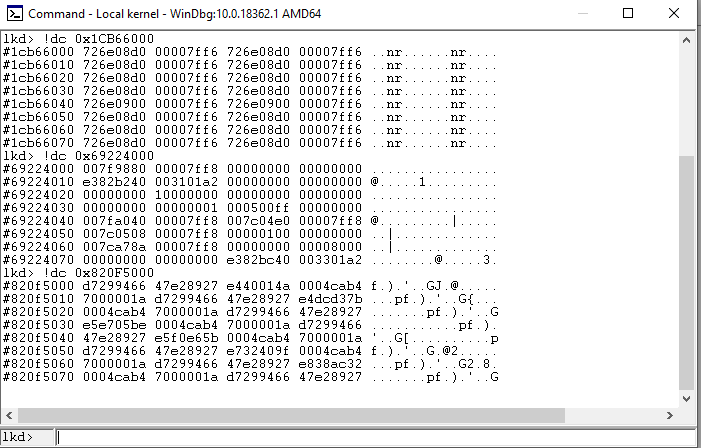 Command - Local kernel - WinDbg:10.0.18362.1 AMD64
lkd> !dc 0x1CB66000
#1cb66000 726e08d0 00007ff6 726e08d0 00007ff6 ..nr......nr....
#1cb66010 726e08d0 00007ff6 726e08d0 00007ff6 ..nr......nr....
#1cb66020 726e08d0 00007ff6 726e08d0 00007ff6 ..nr......nr....
#1cb66030 726e08d0 00007ff6 726e08d0 00007ff6 ..nr......nr....
#1cb66040 726e0900 00007ff6 726e08d0 00007ff6 ..nr......nr....
#1cb66050 726e08d0 00007ff6 726e08d0 00007ff6 ..nr......nr....
#1cb66060 726e08d0 00007ff6 726e08d0 00007ff6 ..nr......nr....
#1cb66070 726e08d0 00007ff6 726e08d0 00007ff6 ..nr......nr....
lkd> !dc 0x69224000
#69224000 007f9880 00007ff8 00000000 00000000 ................
#69224010 e382b240 003101a2 00000000 00000000 @.....1.........
#69224020 00000000 10000000 00000000 00000000 ................
#69224030 00000000 00000001 000500ff 00000000 ................
#69224040 007fa040 00007ff8 007c04e0 00007ff8 @.........|.....
#69224050 007c0508 00007ff8 00000100 00000000 ..|.............
#69224060 007ca78a 00007ff8 00000000 00008000 ..|.............
#69224070 00000000 00000000 e382bc40 003301a2 ........@.....3.
lkd> !dc 0x820F5000
#820f5000 d7299466 47e28927 e440014a 0004cab4 f.).'..GJ.@.....
#820f5010 7000001a d7299466 47e28927 e4dcd37b ...pf.).'..G{...
#820f5020 0004cab4 7000001a d7299466 47e28927 .......pf.).'..G
#820f5030 e5e705be 0004cab4 7000001a d7299466 ...........pf.).
#820f5040 47e28927 e5f0e65b 0004cab4 7000001a '..G[..........p
#820f5050 d7299466 47e28927 e732409f 0004cab4 f.).'..G.@2.....
#820f5060 7000001a d7299466 47e28927 e838ac32 ...pf.).'..G2.8.
#820f5070 0004cab4 7000001a d7299466 47e28927 .......pf.).'..G
lkd>